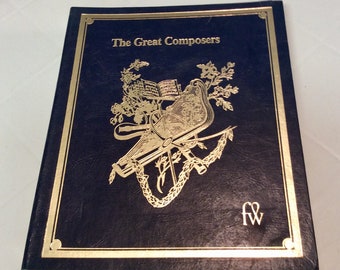 The Great Composers
fw